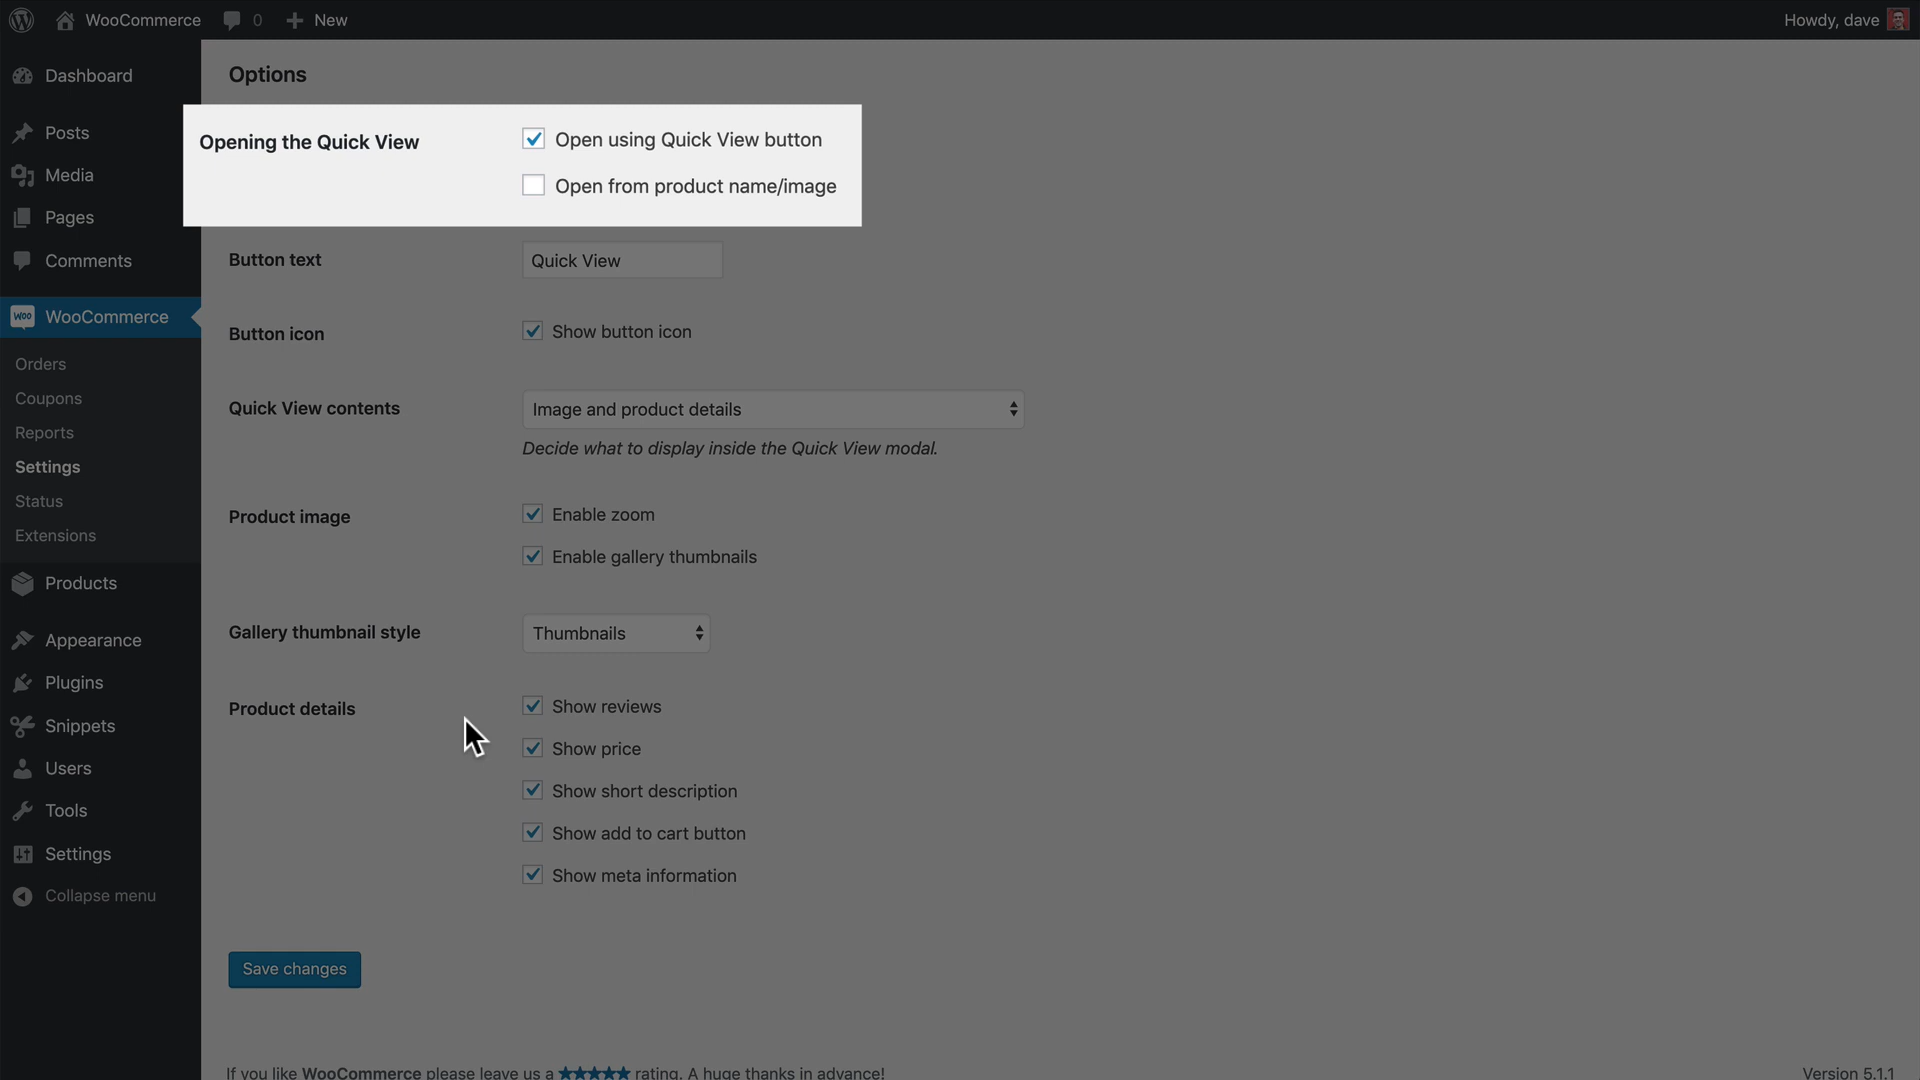 WooCommerce
0
New
Howdy, dave
Dashboard
Posts
Media
Pages
Comments
WOO
WooCommerce
Orders
Coupons
Reports
Settings
Status
Extensions
Products
Appearance
Plugins
Snippets
Users
Tools
Settings
Collapse menu
Options
Opening the Quick View
Open using Quick View button
Open from product name/image
Button text
Quick View
Button icon
Show button icon
Quick View contents
Image and product details
Decide what to display inside the Quick View modal.
Product image
Enable zoom
Enable gallery thumbnails
Gallery thumbnail style
Thumbnails
Product details
Show reviews
Show price
Show short description
Show add to cart button
Show meta information
Save changes
If you like WooCommerce please leave us a ★★★★★ rating. A huge thanks in advance!
Version 5.1.1